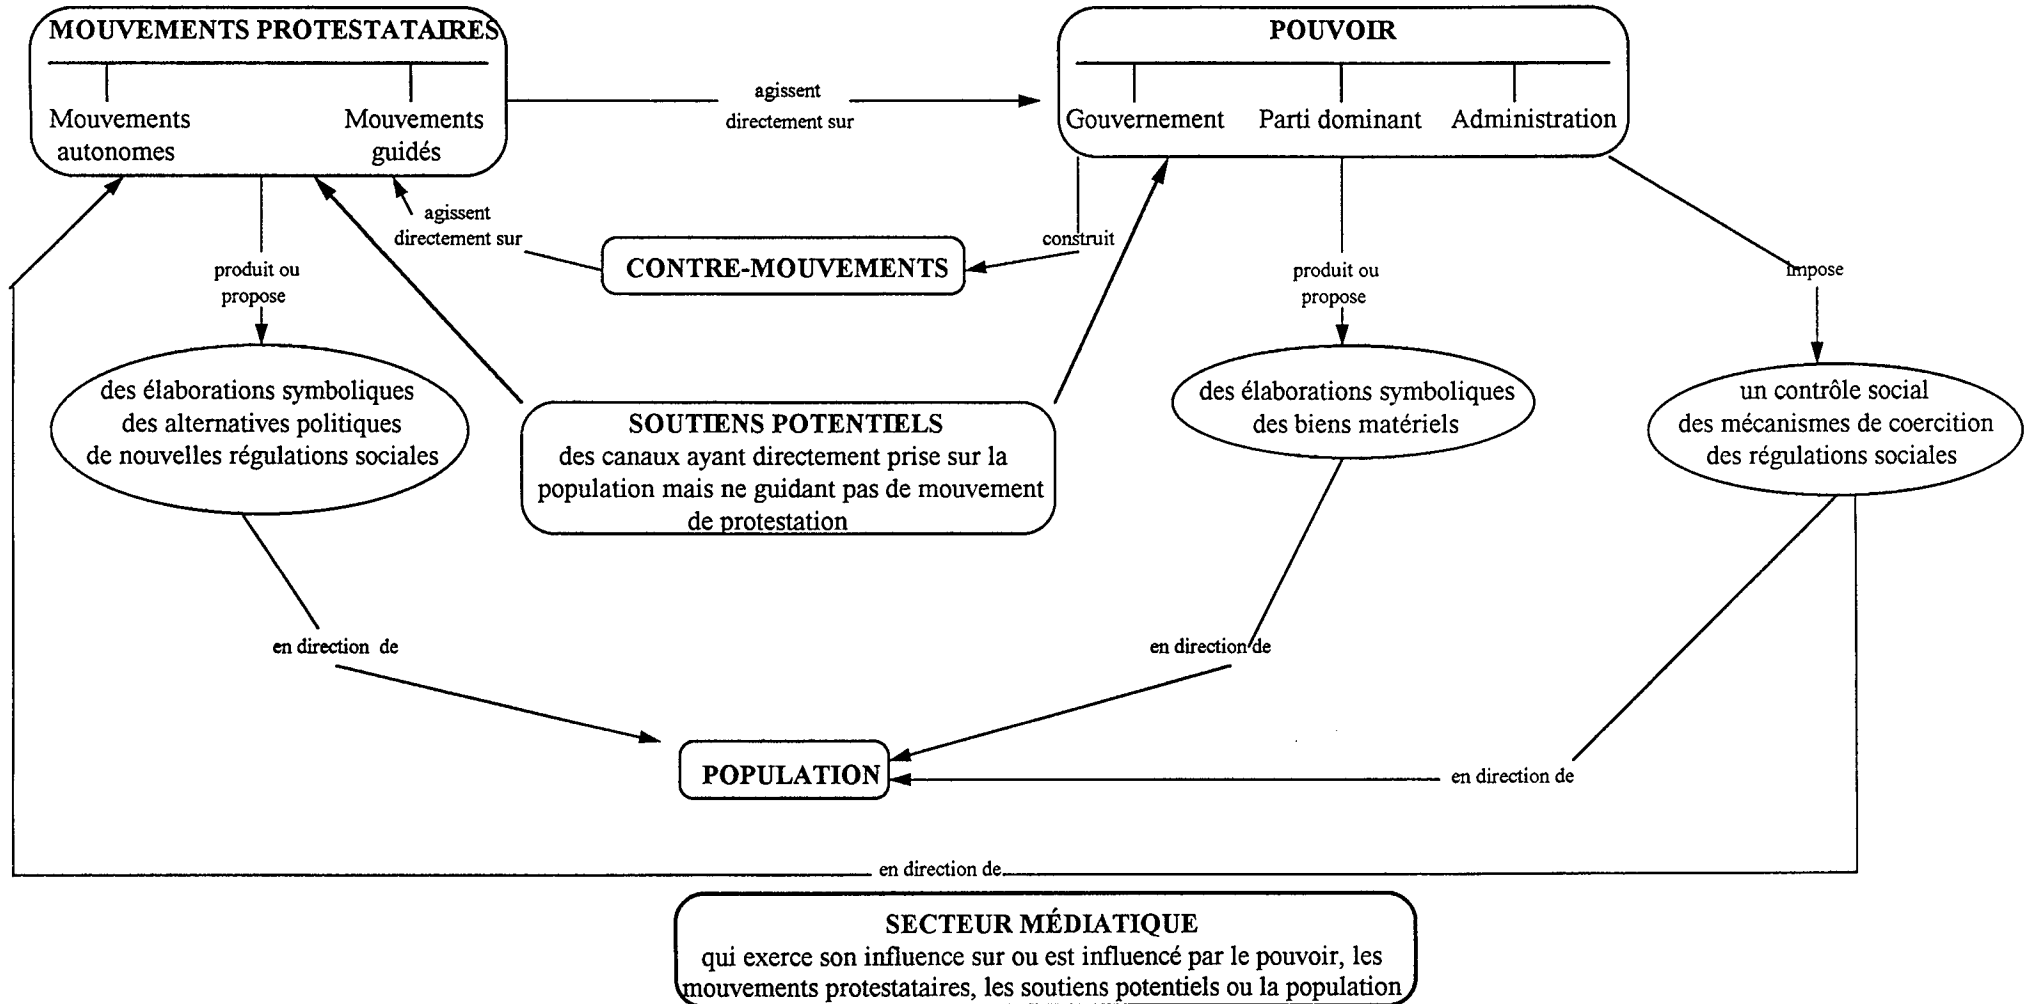 MOUVEMENTS PROTESTATAIRES
Mouvements
autonomes
Mouvements
guidés
agissent
directement sur
POUVOIR
Gouvernement
Parti dominant
Administration
agissent
directement sur
CONTRE-MOUVEMENTS
construit
produit ou
propose
produit ou
propose
impose
des élaborations symboliques
des alternatives politiques
de nouvelles régulations sociales
SOUTIENS POTENTIELS
des canaux ayant directement prise sur la
population mais ne guidant pas de mouvement
de protestation
des élaborations symboliques
des biens matériels
un contrôle social
des mécanismes de coercition
des régulations sociales
en direction de
en direction de
POPULATION
en direction de
en direction de
SECTEUR MÉDIATIQUE
qui exerce son influence sur ou est influencé par le pouvoir, les
mouvements protestataires, les soutiens potentiels ou la population